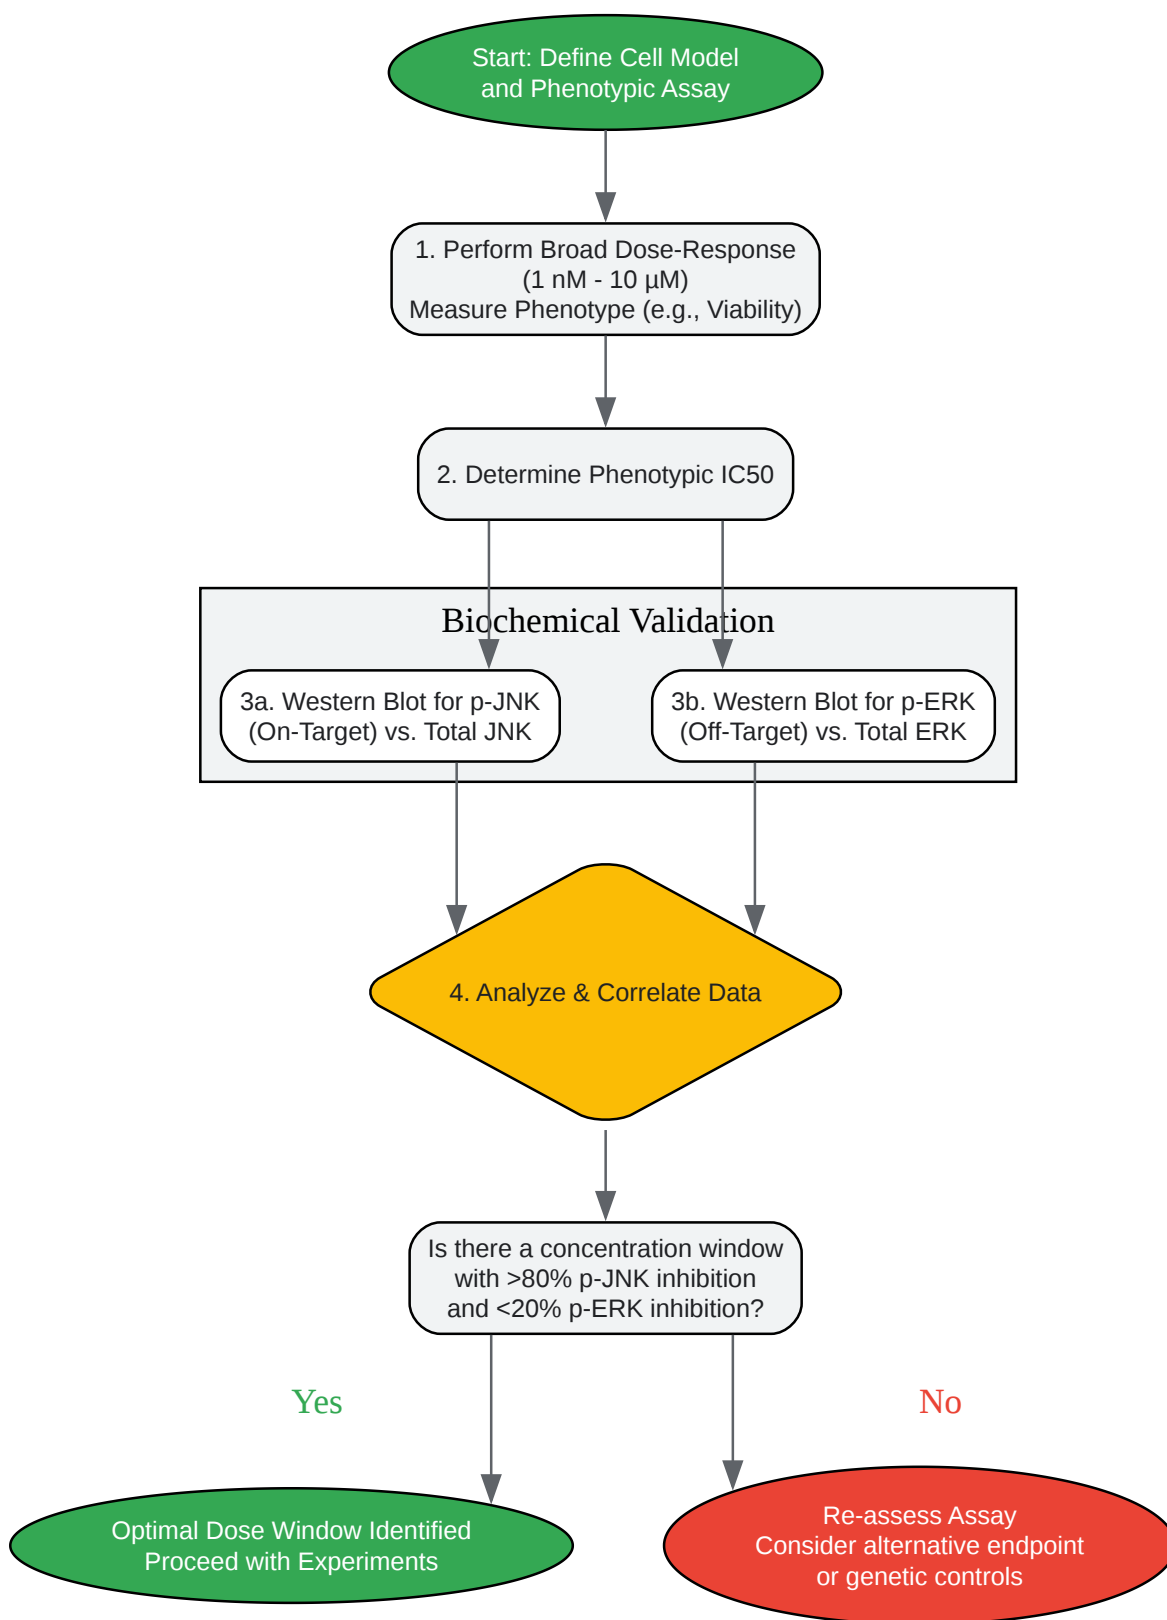 Start: Define Cell Model
and Phenotypic Assay
1. Perform Broad Dose-Response
(1 nM - 10 µM)
Measure Phenotype (e.g., Viability)
2. Determine Phenotypic IC50
Biochemical Validation
3a. Western Blot for p-JNK
(On-Target) vs. Total JNK
3b. Western Blot for p-ERK
(Off-Target) vs. Total ERK
4. Analyze & Correlate Data
Is there a concentration window
with >80% p-JNK inhibition
and <20% p-ERK inhibition?
Yes
No
Optimal Dose Window Identified
Proceed with Experiments
Re-assess Assay
Consider alternative endpoint
or genetic controls